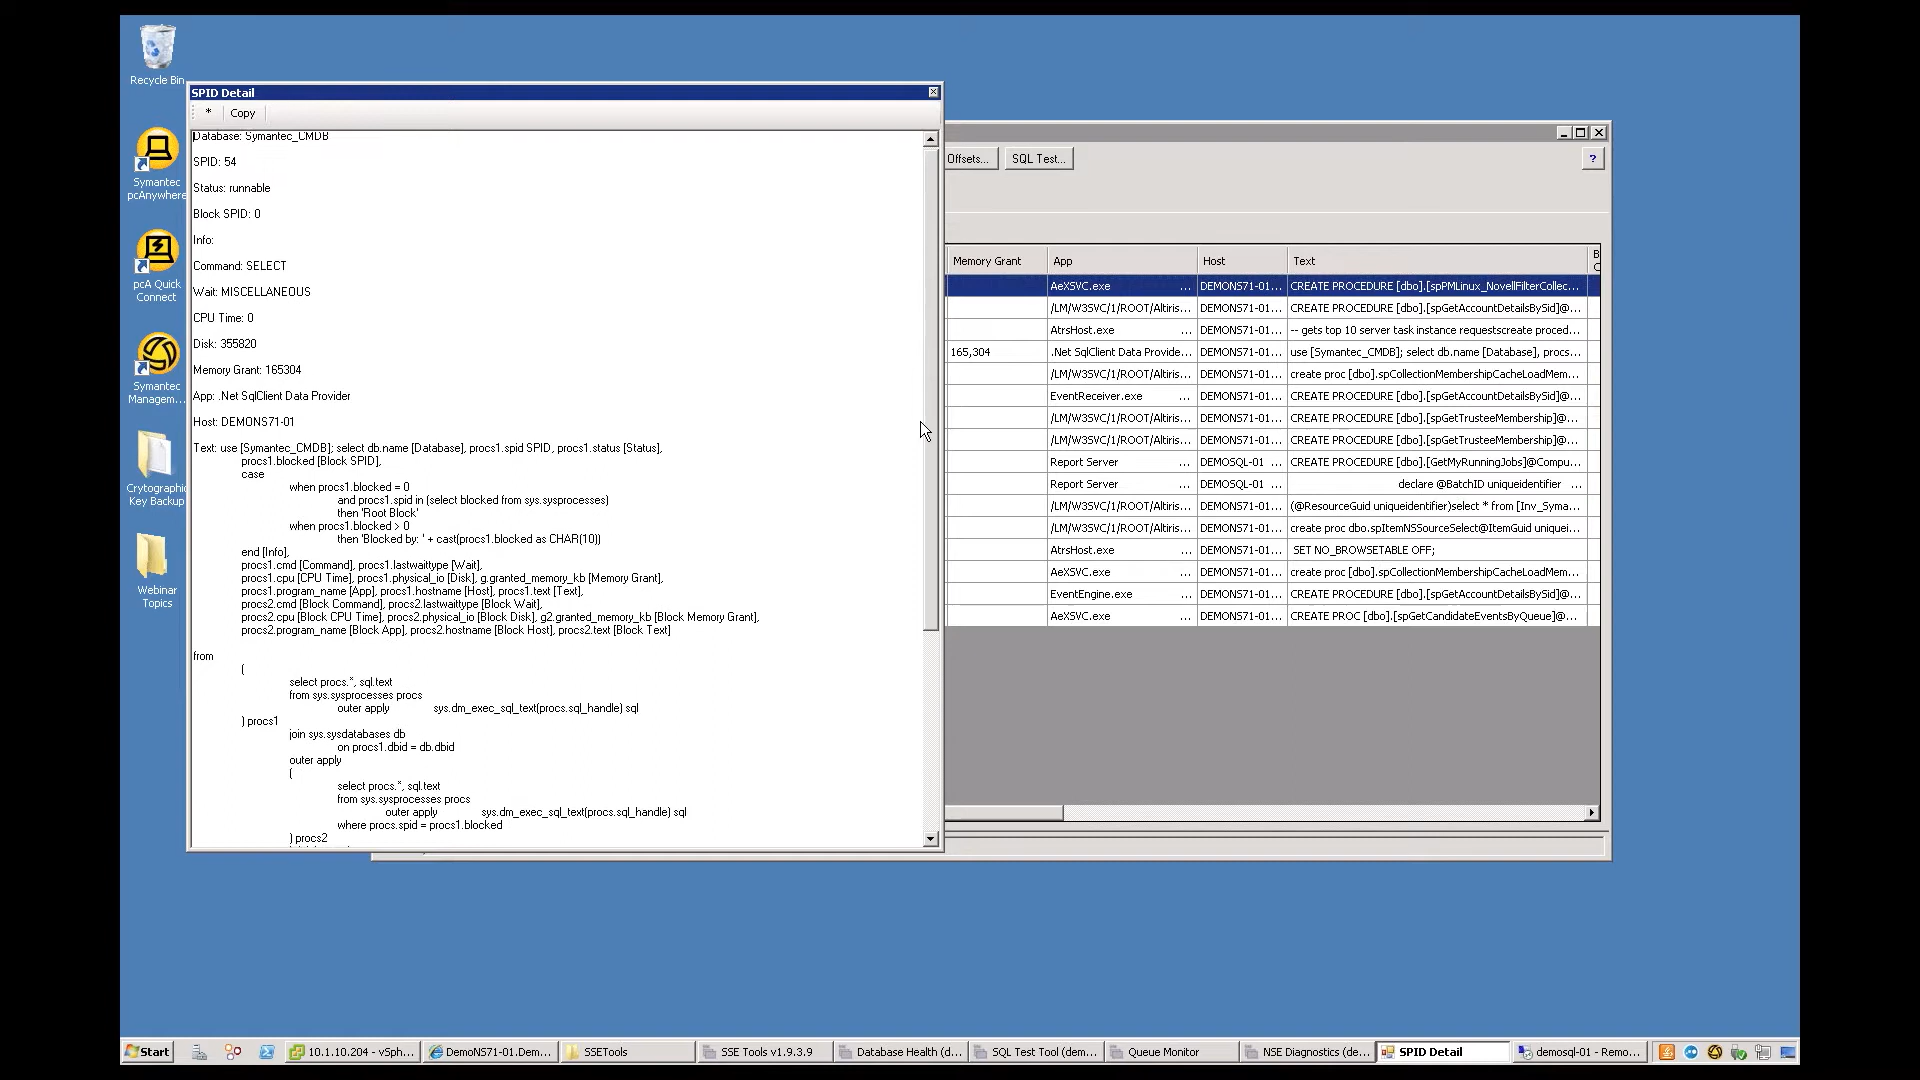 Recycle Bin
Symantec
pcAnywhere
pcA Quick
Connect
Symantec
Managem...
Crytographic
Key Backup
Webinar
Topics
SPID Detail
* Copy
Database: Symantec_CMDB
SPID: 54
Status: runnable
Block SPID: 0
Info:
Command: SELECT
Wait: MISCELLANEOUS
CPU Time: 0
Disk: 355820
Memory Grant: 165304
App: .Net SqlClient Data Provider
Host: DEMONS71-01
Text: use [Symantec_CMDB]; select db.name [Database], procs1.spid SPID, procs1.status [Status],
procs1.blocked [Block SPID],
case
when procs1.blocked = 0
and procs1.spid in (select blocked from sys.sysprocesses)
then 'Root Block'
when procs1.blocked > 0
then 'Blocked by: ' + cast(procs1.blocked as CHAR(10))
end [Info],
procs1.cmd [Command], procs1.lastwaittype [Wait],
procs1.cpu [CPU Time], procs1.physical_io [Disk], g.granted_memory_kb [Memory Grant],
procs1.program_name [App], procs1.hostname [Host], procs1.text [Text],
procs2.cmd [Block Command], procs2.lastwaittype [Block Wait],
procs2.cpu [Block CPU Time], procs2.physical_io [Block Disk], g2.granted_memory_kb [Block Memory Grant],
procs2.program_name [Block App], procs2.hostname [Block Host], procs2.text [Block Text]
from
(
select procs.*, sql.text
from sys.sysprocesses procs
outer apply sys.dm_exec_sql_text(procs.sql_handle) sql
) procs1
join sys.sysdatabases db
on procs1.dbid = db.dbid
outer apply
(
select procs.*, sql.text
from sys.sysprocesses procs
outer apply sys.dm_exec_sql_text(procs.sql_handle) sql
where procs.spid = procs1.blocked
) procs2
Offsets... SQL Test... ?
Memory Grant App Host Text
AeXSVC.exe ... DEMONS71-01... CREATE PROCEDURE [dbo].[spPMLinux_NovellFilterCollec...
/LM/W3SVC/1/ROOT/Altiris... DEMONS71-01... CREATE PROCEDURE [dbo].[spGetAccountDetailsBySid]@...
AtrsHost.exe ... DEMONS71-01... -- gets top 10 server task instance requestscreate proced...
165,304 .Net SqlClient Data Provide... DEMONS71-01... use [Symantec_CMDB]; select db.name [Database], procs...
/LM/W3SVC/1/ROOT/Altiris... DEMONS71-01... create proc [dbo].spCollectionMembershipCacheLoadMem...
EventReceiver.exe ... DEMONS71-01... CREATE PROCEDURE [dbo].[spGetAccountDetailsBySid]@...
/LM/W3SVC/1/ROOT/Altiris... DEMONS71-01... CREATE PROCEDURE [dbo].[spGetTrusteeMembership]@...
/LM/W3SVC/1/ROOT/Altiris... DEMONS71-01... CREATE PROCEDURE [dbo].[spGetTrusteeMembership]@...
Report Server DEMOSQL-01 ... CREATE PROCEDURE [dbo].[GetMyRunningJobs]@Compu...
Report Server DEMOSQL-01 ... declare @BatchID uniqueidentifier ...
/LM/W3SVC/1/ROOT/Altiris... DEMONS71-01... (@ResourceGuid uniqueidentifier)select * from [Inv_Syma...
/LM/W3SVC/1/ROOT/Altiris... DEMONS71-01... create proc dbo.spItemNSSourceSelect@ItemGuid uniquei...
AtrsHost.exe ... DEMONS71-01... SET NO_BROWSETABLE OFF;
AeXSVC.exe ... DEMONS71-01... create proc [dbo].spCollectionMembershipCacheLoadMem...
EventEngine.exe ... DEMONS71-01... CREATE PROCEDURE [dbo].[spGetAccountDetailsBySid]@...
AeXSVC.exe ... DEMONS71-01... CREATE PROC [dbo].[spGetCandidateEventsByQueue]@...
Start 10.1.10.204 - vSph... DemoNS71-01.Dem... SSETools SSE Tools v1.9.3.9 Database Health (d... SQL Test Tool (dem... Queue Monitor NSE Diagnostics (de... SPID Detail demosql-01 - Remo...